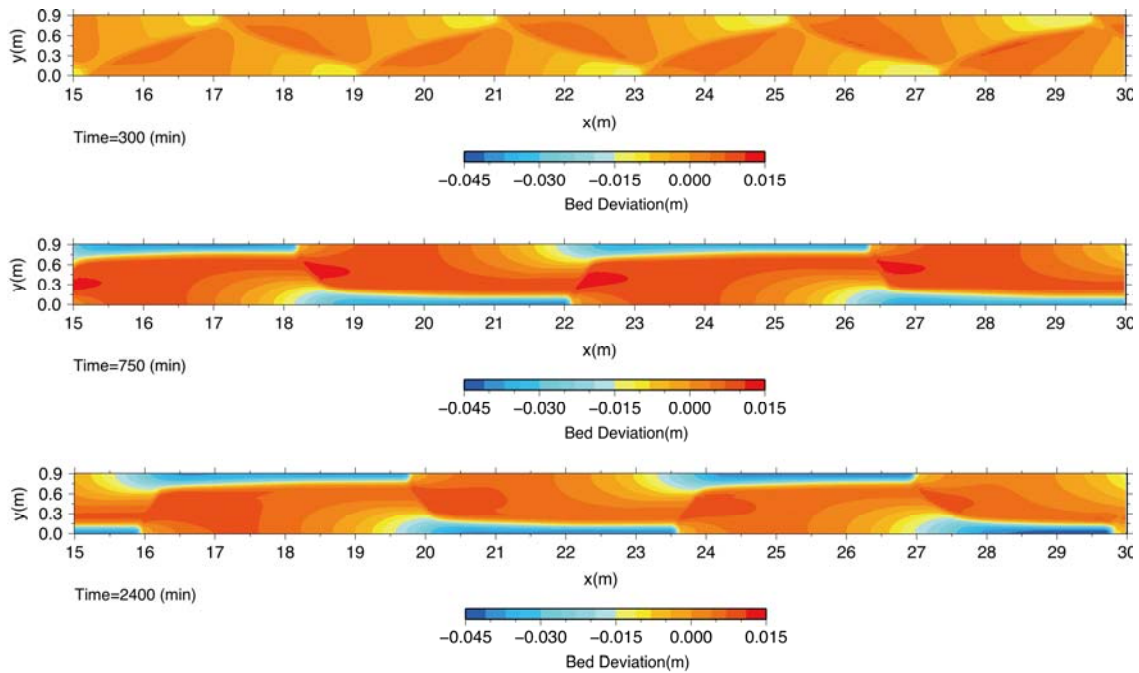 y(m)
0.9
0.6
0.3
0.0
15 16 17 18 19 20 21 22 23 24 25 26 27 28 29 30
x(m)
Time=300 (min)
−0.045 −0.030 −0.015 0.000 0.015
Bed Deviation(m)
y(m)
0.9
0.6
0.3
0.0
15 16 17 18 19 20 21 22 23 24 25 26 27 28 29 30
x(m)
Time=750 (min)
−0.045 −0.030 −0.015 0.000 0.015
Bed Deviation(m)
y(m)
0.9
0.6
0.3
0.0
15 16 17 18 19 20 21 22 23 24 25 26 27 28 29 30
x(m)
Time=2400 (min)
−0.045 −0.030 −0.015 0.000 0.015
Bed Deviation(m)